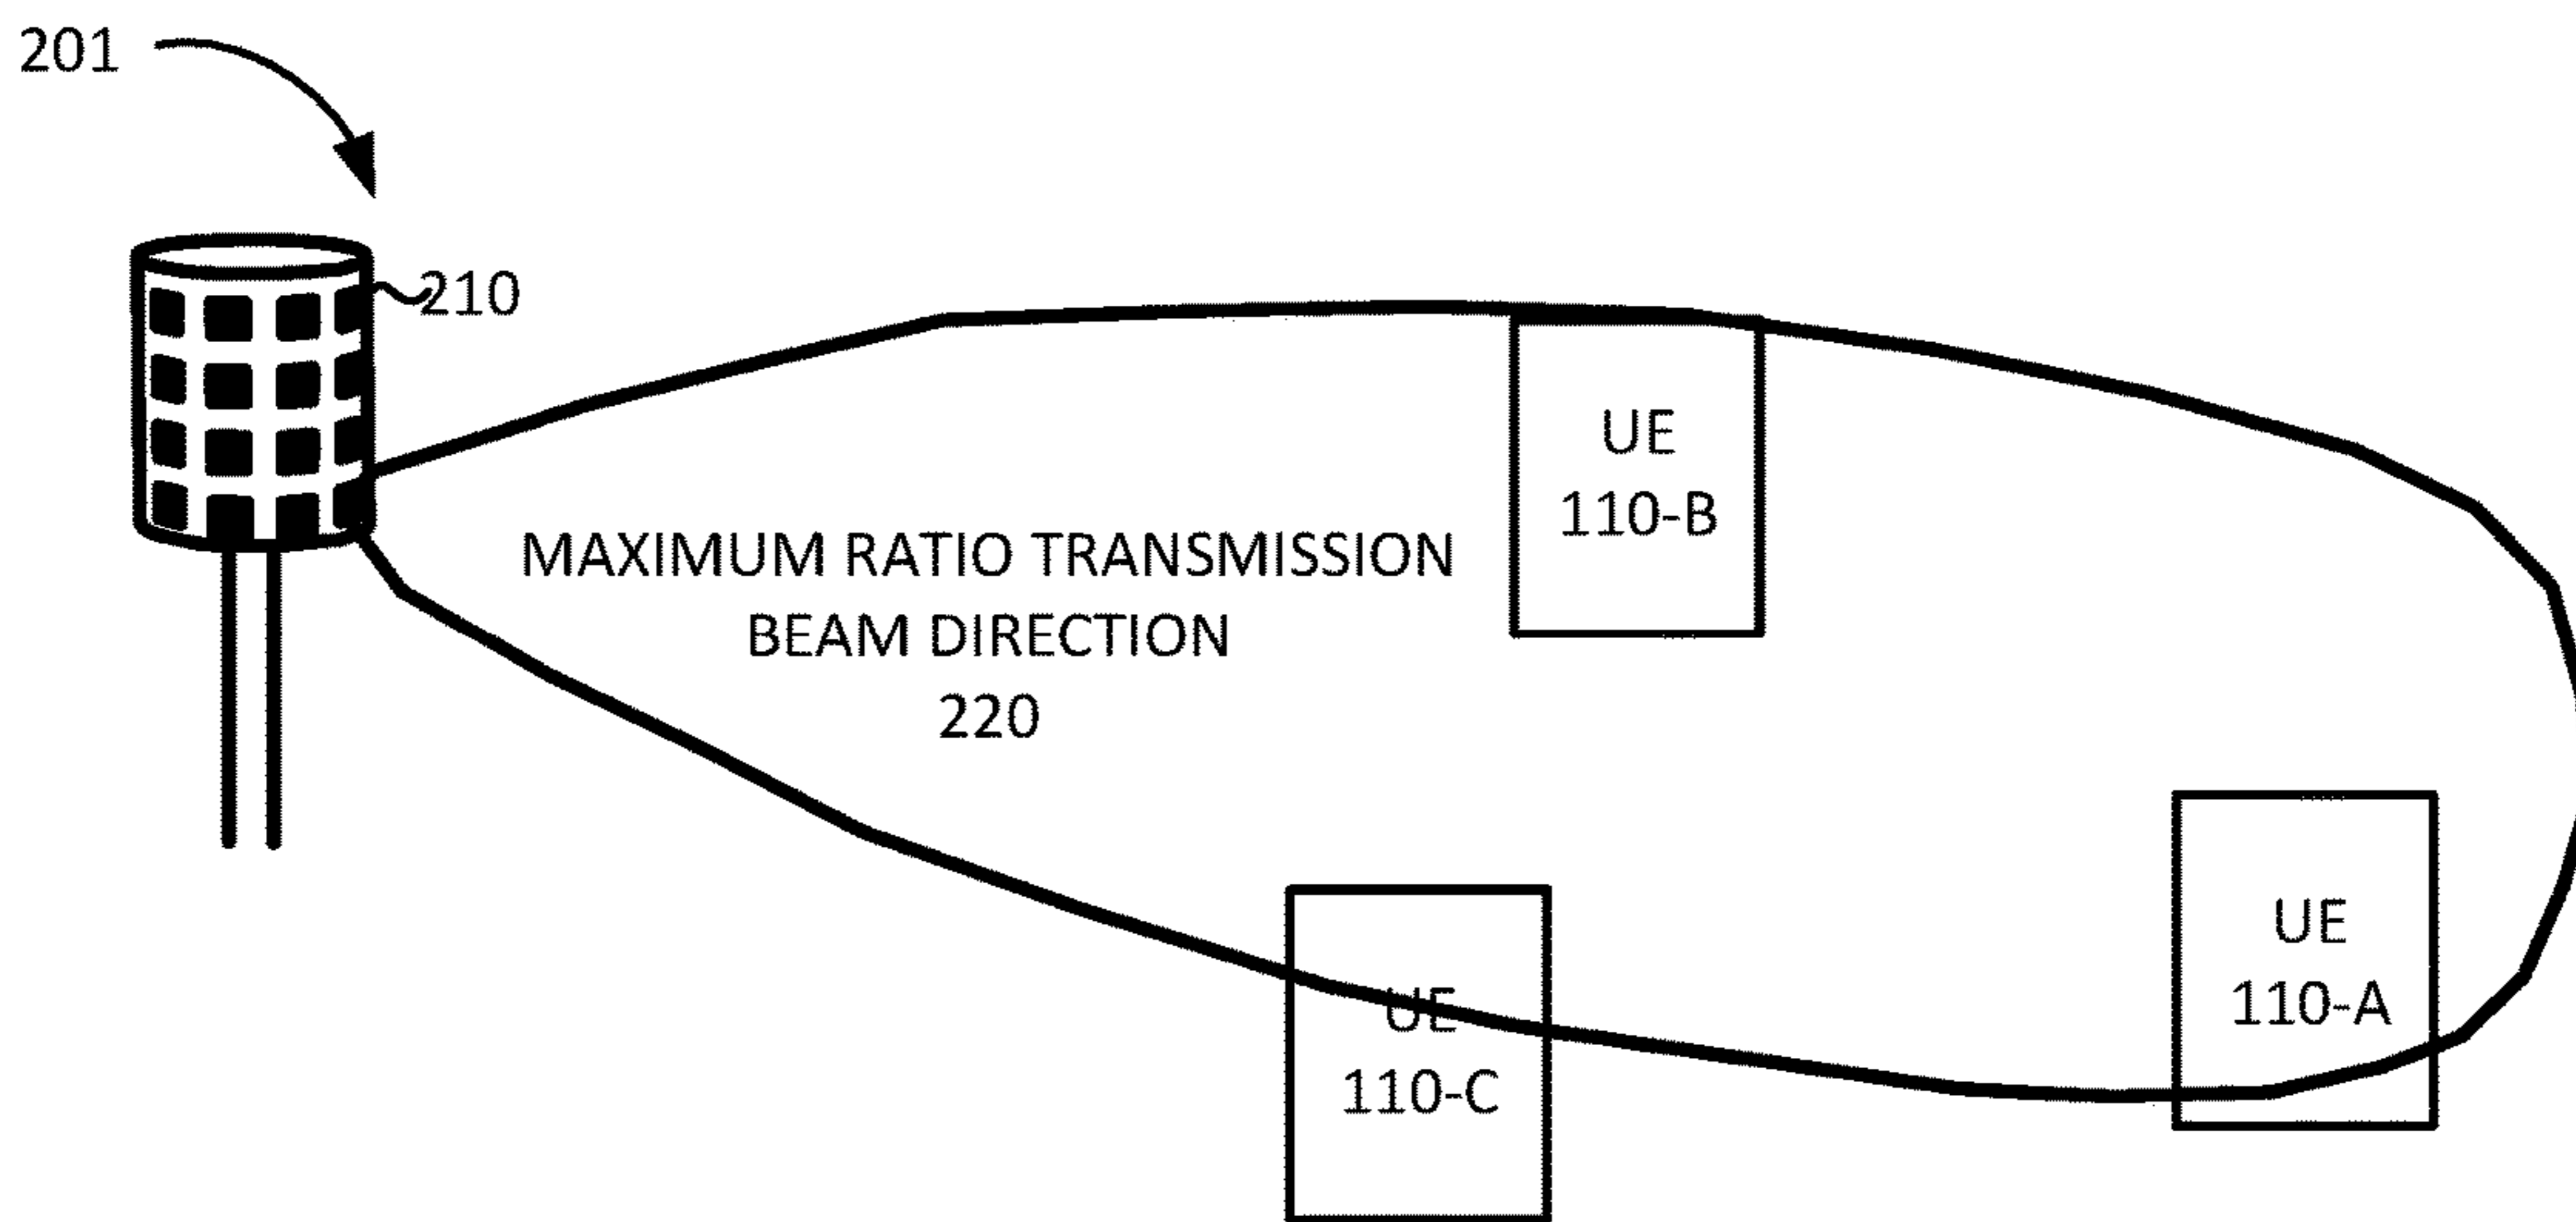 201
210
UE
110-B
MAXIMUM RATIO TRANSMISSION
BEAM DIRECTION
220
UE
110-A
UE
110-C